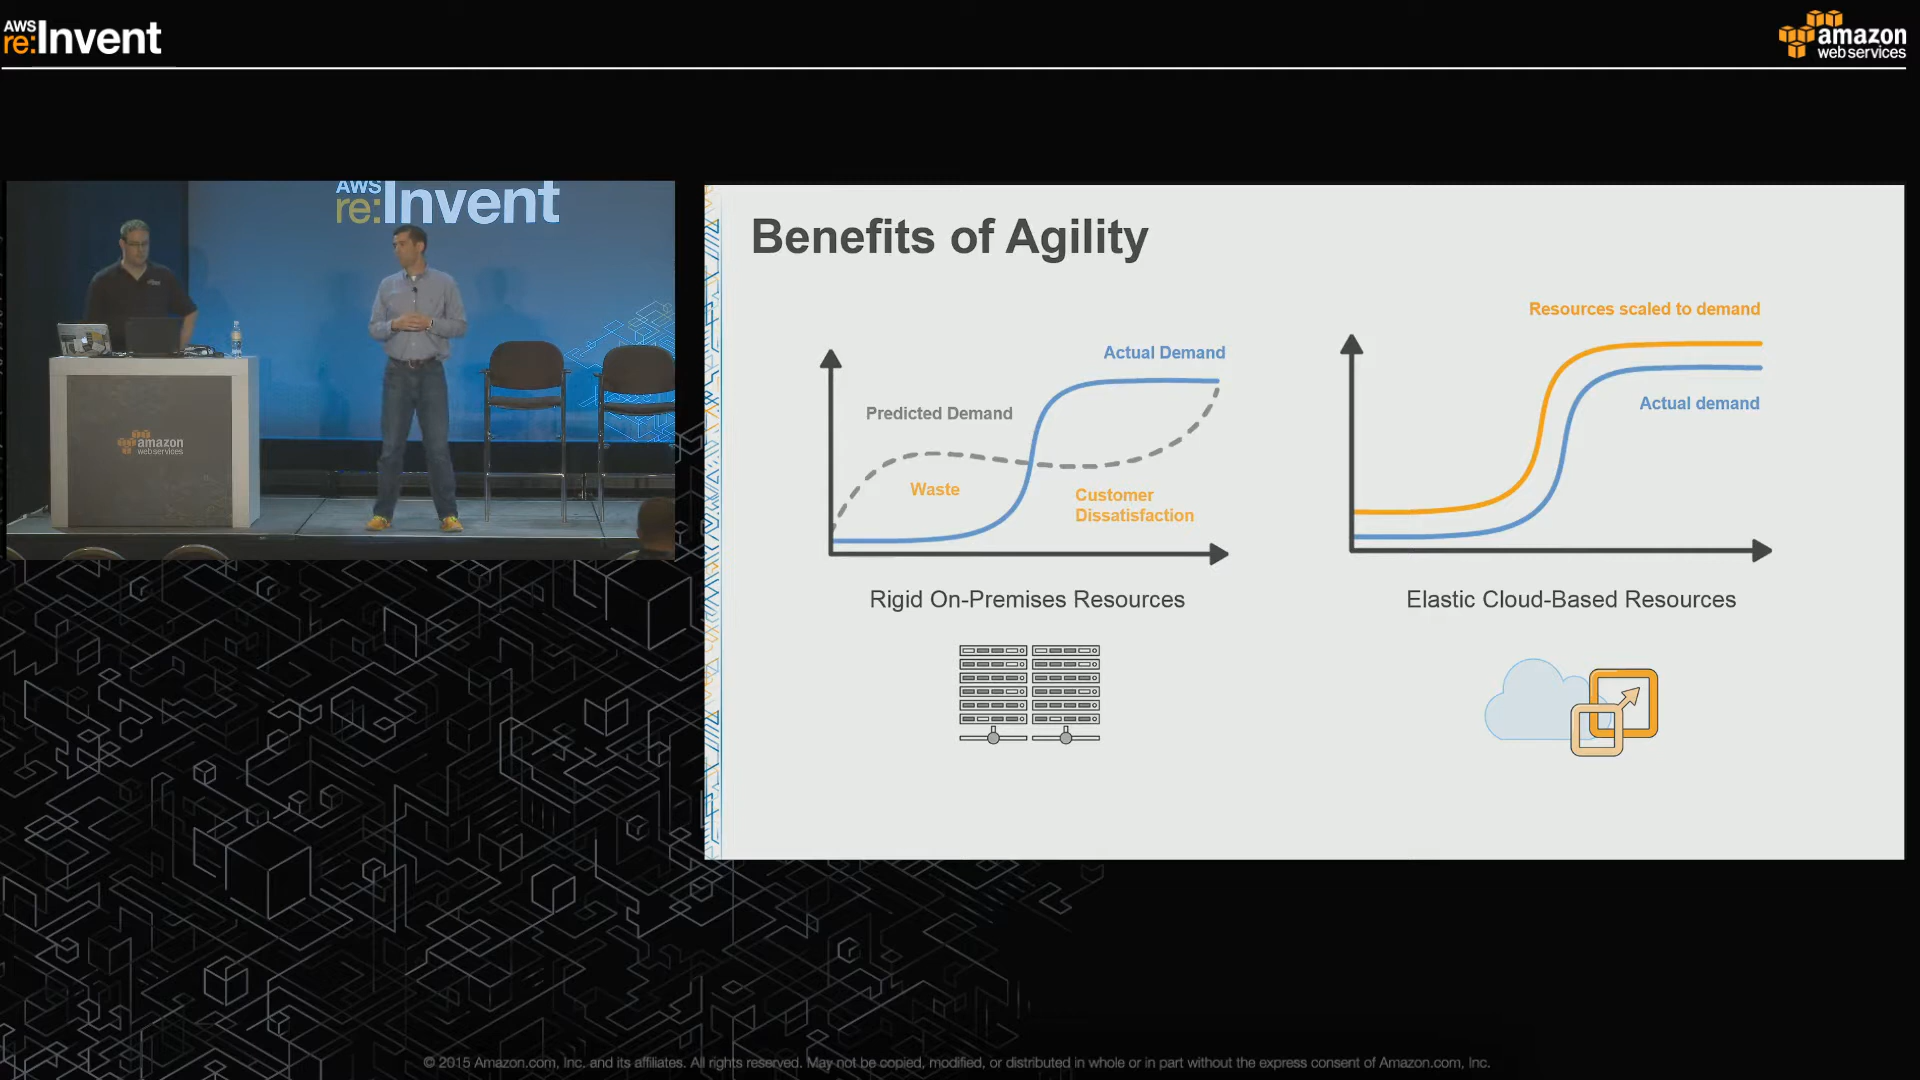 AWS
re:Invent
amazon
web services
AWS
re:Invent
amazon
web services
Benefits of Agility
Resources scaled to demand
Actual Demand
Predicted Demand
Actual demand
Waste
Customer
Dissatisfaction
Rigid On-Premises Resources
Elastic Cloud-Based Resources
© 2015 Amazon.com, Inc. and its affiliates. All rights reserved. May not be copied, modified, or distributed in whole or in part without the express consent of Amazon.com, Inc.